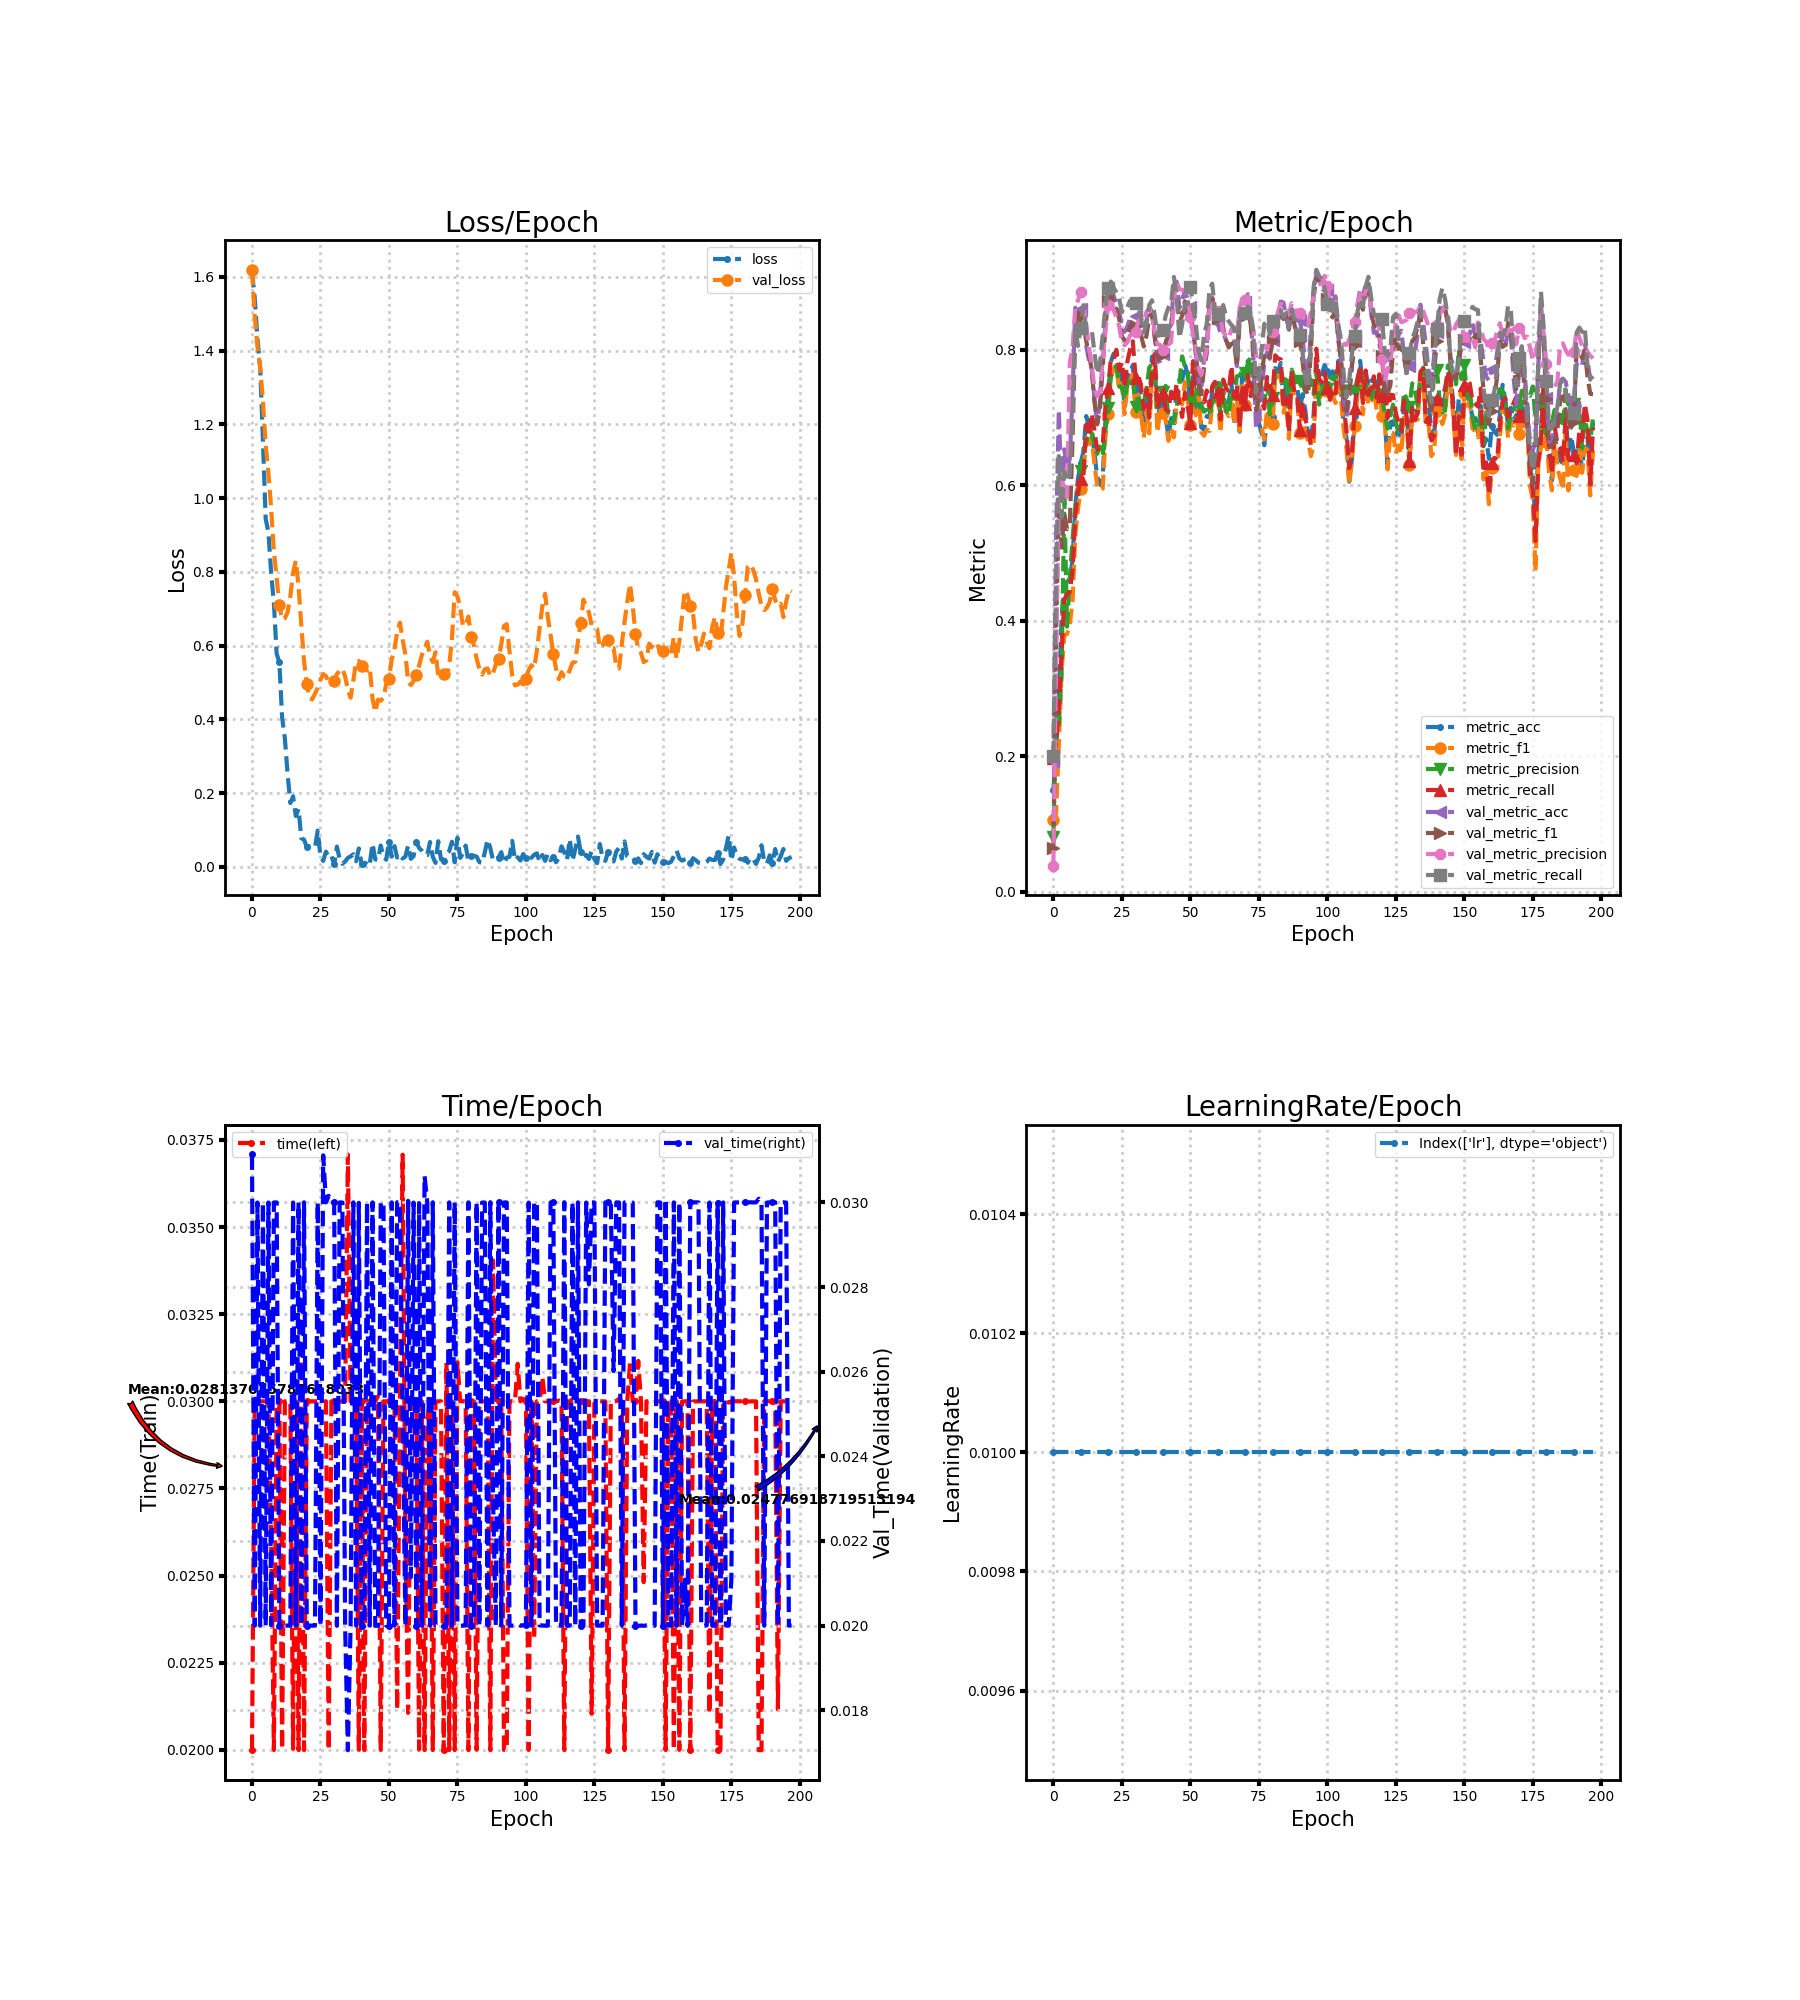 Loss/Epoch
loss
val_loss
1.6
1.4
1.2
1.0
0.8
0.6
0.4
0.2
0.0
Loss
0 25 50 75 100 125 150 175 200
Epoch
Metric/Epoch
0.8
0.6
0.4
0.2
0.0
Metric
metric_acc
metric_f1
metric_precision
metric_recall
val_metric_acc
val_metric_f1
val_metric_precision
val_metric_recall
0 25 50 75 100 125 150 175 200
Epoch
Time/Epoch
time(left)
val_time(right)
0.0375
0.0350
0.0325
0.0300
0.0275
0.0250
0.0225
0.0200
Time(Train)
0.030
0.028
0.026
0.024
0.022
0.020
0.018
Val_Time(Validation)
Mean:0.024776918719513194
0 25 50 75 100 125 150 175 200
Epoch
LearningRate/Epoch
Index(['lr'], dtype='object')
0.0104
0.0102
0.0100
0.0098
0.0096
LearningRate
0 25 50 75 100 125 150 175 200
Epoch